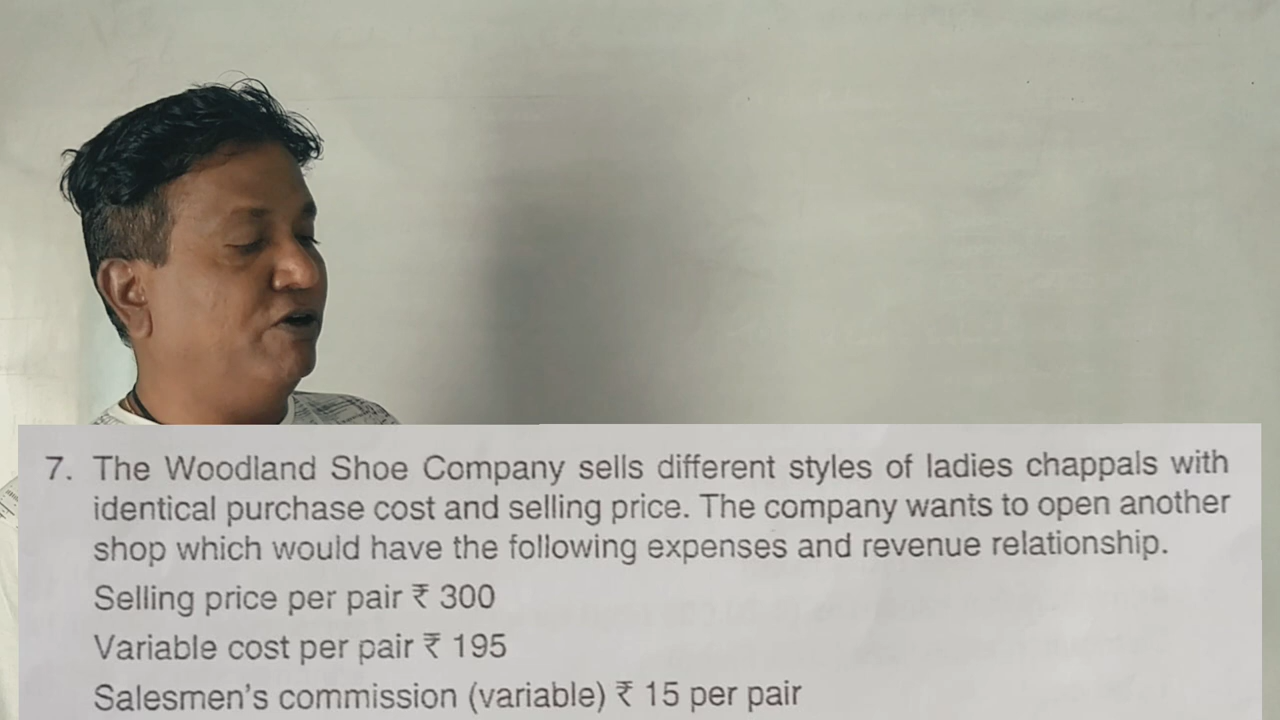 7. The Woodland Shoe Company sells different styles of ladies chappals with
identical purchase cost and selling price. The company wants to open another
shop which would have the following expenses and revenue relationship.
Selling price per pair ₹ 300
Variable cost per pair ₹ 195
Salesmen's commission (variable) ₹ 15 per pair